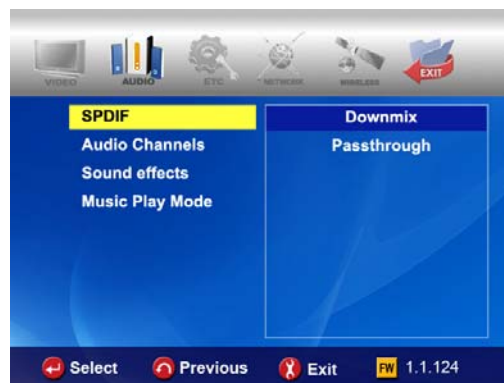 VIDEO AUDIO ETC NETWORK WIRELESS EXIT
SPDIF Downmix
Audio Channels Passthrough
Sound effects
Music Play Mode
Select Previous Exit FW 1.1.124